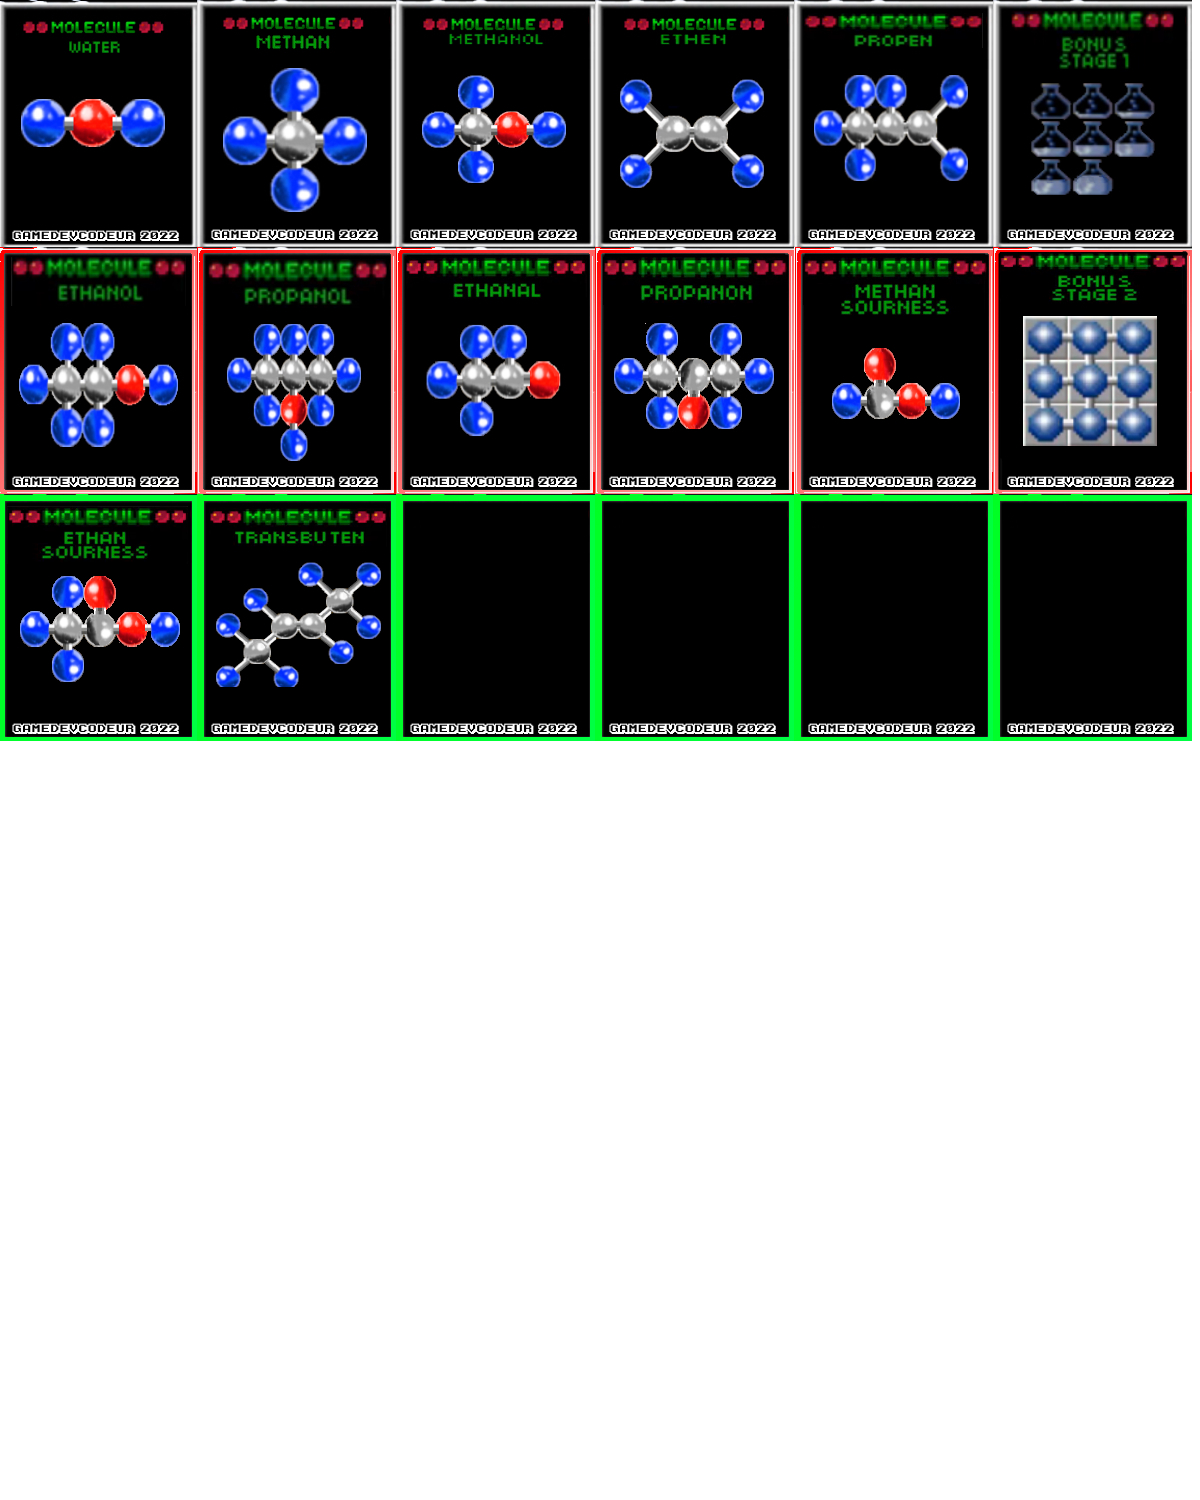 MOLECULE
WATER
GAMEDEVCODEUR 2022
MOLECULE
METHAN
GAMEDEVCODEUR 2022
MOLECULE
METHANOL
GAMEDEVCODEUR 2022
MOLECULE
ETHEN
GAMEDEVCODEUR 2022
MOLECULE
PROPEN
GAMEDEVCODEUR 2022
MOLECULE
BONUS
STAGE 1
GAMEDEVCODEUR 2022
MOLECULE
ETHANOL
GAMEDEVCODEUR 2022
MOLECULE
PROPANOL
GAMEDEVCODEUR 2022
MOLECULE
ETHANAL
GAMEDEVCODEUR 2022
MOLECULE
PROPANON
GAMEDEVCODEUR 2022
MOLECULE
METHAN
SOURNESS
GAMEDEVCODEUR 2022
MOLECULE
BONUS
STAGE 2
GAMEDEVCODEUR 2022
MOLECULE
ETHAN
SOURNESS
GAMEDEVCODEUR 2022
MOLECULE
TRANSBUTEN
GAMEDEVCODEUR 2022
GAMEDEVCODEUR 2022
GAMEDEVCODEUR 2022
GAMEDEVCODEUR 2022
GAMEDEVCODEUR 2022